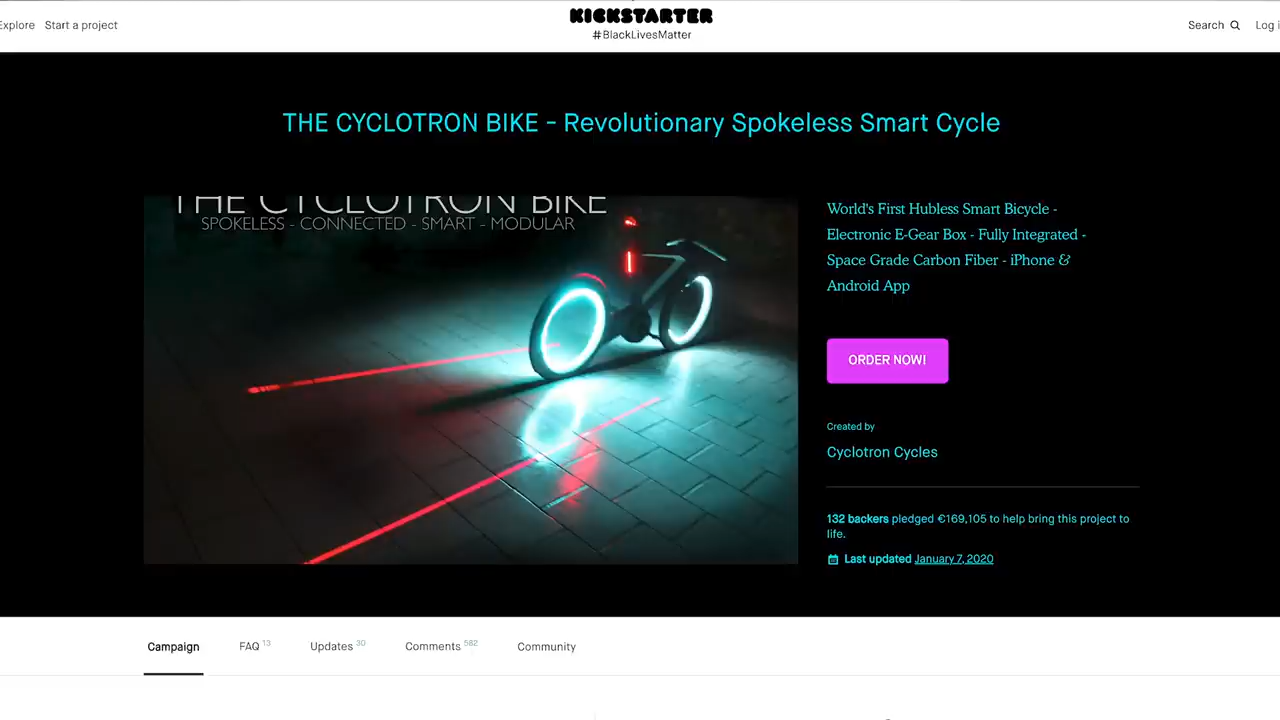 Explore Start a project
KICKSTARTER
#BlackLivesMatter
Search
THE CYCLOTRON BIKE - Revolutionary Spokeless Smart Cycle
THE CYCLOTRON BIKE
SPOKELESS - CONNECTED - SMART - MODULAR
World's First Hubless Smart Bicycle -
Electronic E-Gear Box - Fully Integrated -
Space Grade Carbon Fiber - iPhone &
Android App
ORDER NOW!
Created by
Cyclotron Cycles
132 backers pledged €169,105 to help bring this project to
life.
Last updated January 7, 2020
Campaign FAQ 13 Updates 30 Comments 582 Community